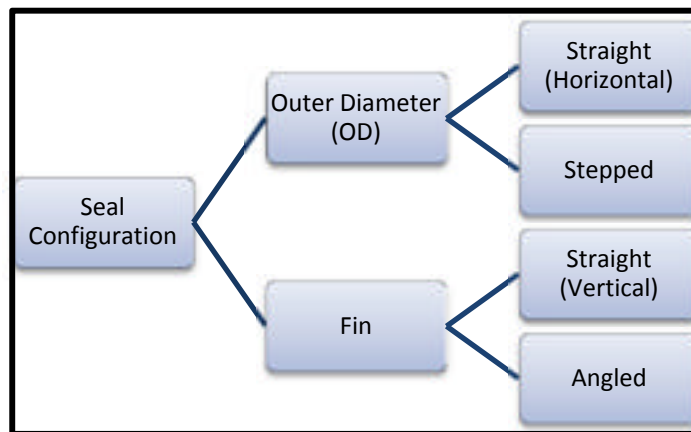 Seal
Configuration
Outer Diameter
(OD)
Straight
(Horizontal)
Stepped
Fin
Straight
(Vertical)
Angled